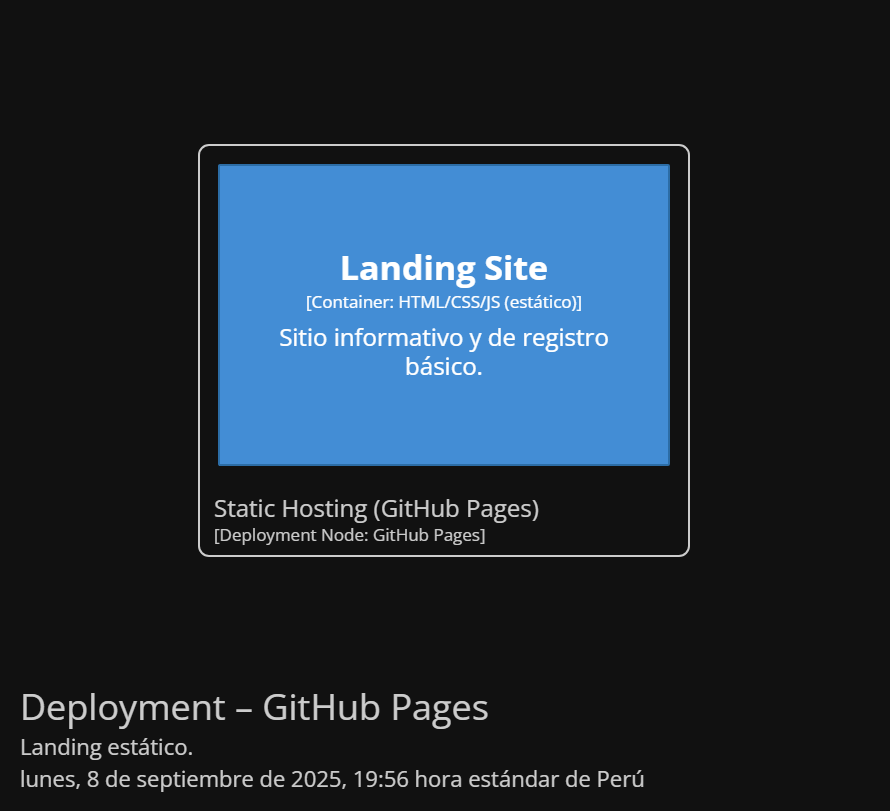 Landing Site
[Container: HTML/CSS/JS (estático)]
Sitio informativo y de registro
básico.
Static Hosting (GitHub Pages)
[Deployment Node: GitHub Pages]
Deployment – GitHub Pages
Landing estático.
lunes, 8 de septiembre de 2025, 19:56 hora estándar de Perú